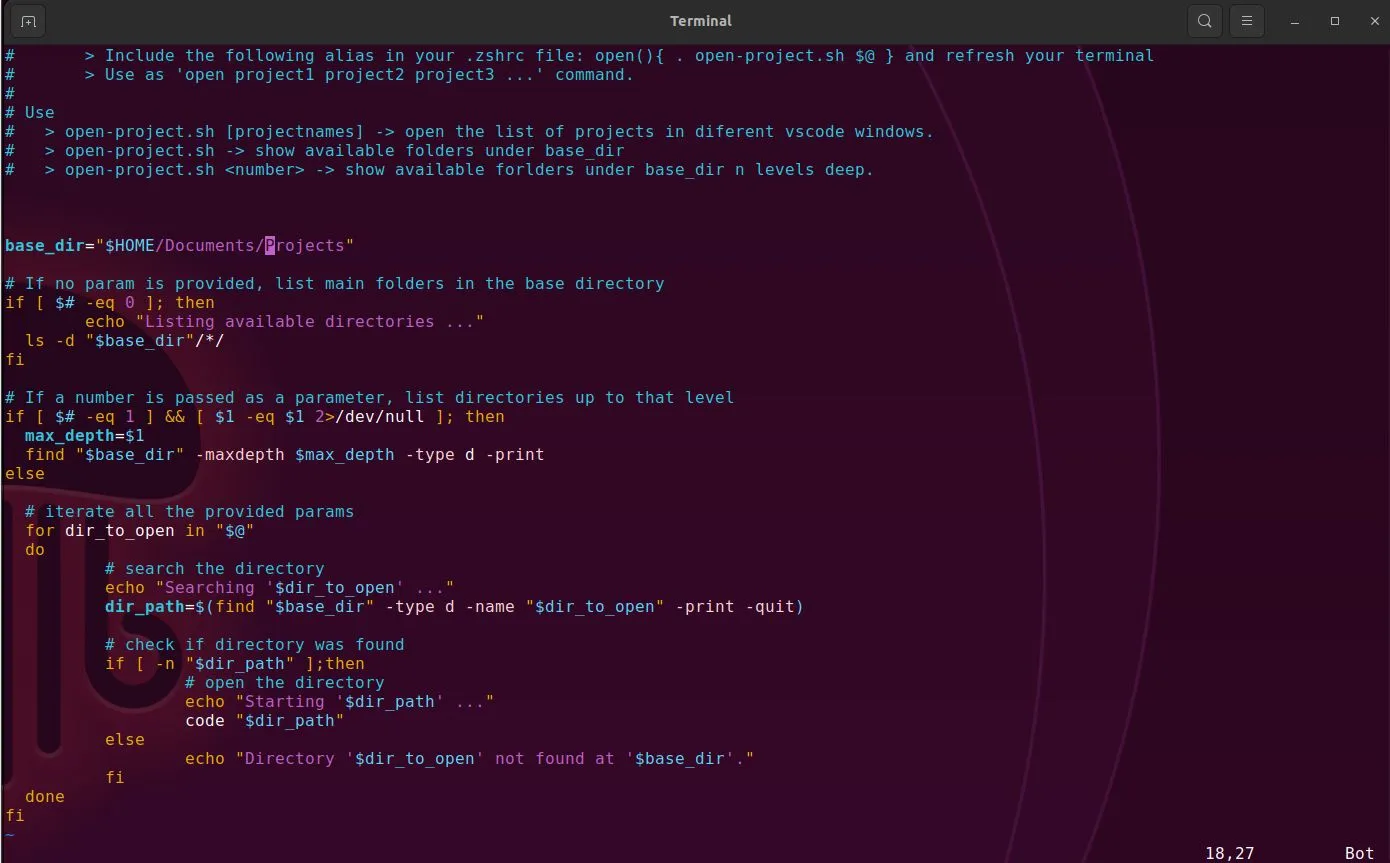 Terminal
#       > Include the following alias in your .zshrc file: open(){ . open-project.sh $@ } and refresh your terminal
#       > Use as 'open project1 project2 project3 ...' command.
#
# Use
#   > open-project.sh [projectnames] -> open the list of projects in diferent vscode windows.
#   > open-project.sh -> show available folders under base_dir
#   > open-project.sh <number> -> show available forlders under base_dir n levels deep.

base_dir="$HOME/Documents/Projects"

# If no param is provided, list main folders in the base directory
if [ $# -eq 0 ]; then
        echo "Listing available directories ..."
  ls -d "$base_dir"/*/
fi

# If a number is passed as a parameter, list directories up to that level
if [ $# -eq 1 ] && [ $1 -eq $1 2>/dev/null ]; then
  max_depth=$1
  find "$base_dir" -maxdepth $max_depth -type d -print
else

  # iterate all the provided params
  for dir_to_open in "$@"
  do
          # search the directory
          echo "Searching '$dir_to_open' ..."
          dir_path=$(find "$base_dir" -type d -name "$dir_to_open" -print -quit)

          # check if directory was found
          if [ -n "$dir_path" ];then
                  # open the directory
                  echo "Starting '$dir_path' ..."
                  code "$dir_path"
          else
                  echo "Directory '$dir_to_open' not found at '$base_dir'."
          fi
  done
fi
~
18,27         Bot